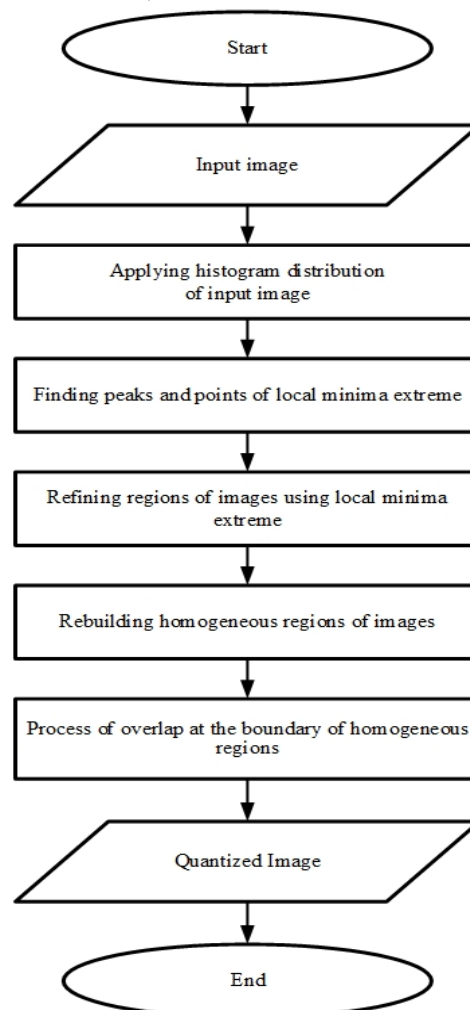 Start
Input image
Applying histogram distribution
of input image
Finding peaks and points of local minima extreme
Refining regions of images using local minima
extreme
Rebuilding homogeneous regions of images
Process of overlap at the boundary of homogeneous
regions
Quantized Image
End